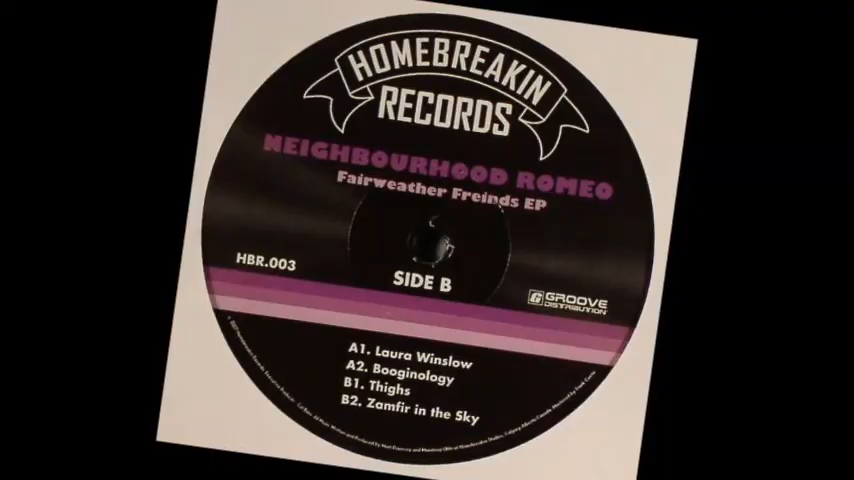 HOMEBREAKIN
RECORDS
NEIGHBOURHOOD ROMEO
Fairweather Freinds EP
HBR.003
SIDE B
G GROOVE
DISTRIBUTION
A1. Laura Winslow
A2. Booginology
B1. Thighs
B2. Zamfir in the Sky